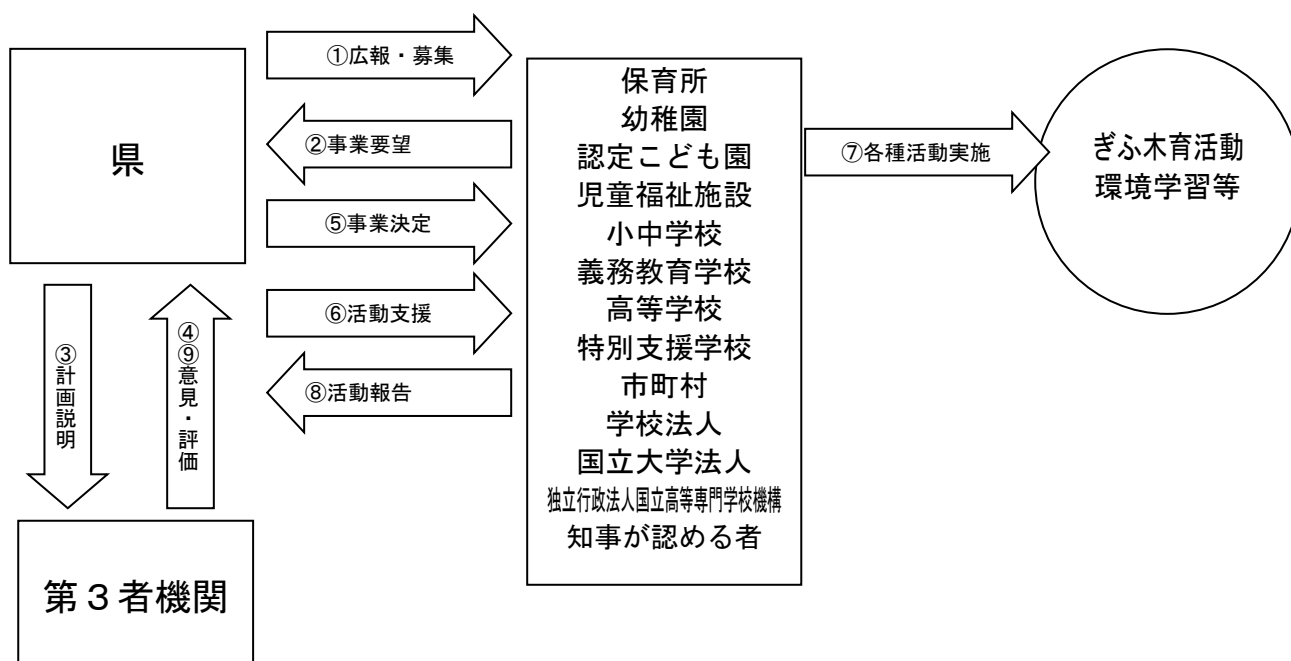 県
①広報・募集
②事業要望
⑤事業決定
⑥活動支援
⑧活動報告
③計画説明
④
⑨意見・評価
第３者機関
保育所
幼稚園
認定こども園
児童福祉施設
小中学校
義務教育学校
高等学校
特別支援学校
市町村
学校法人
国立大学法人
独立行政法人国立高等専門学校機構
知事が認める者
⑦各種活動実施
ぎふ木育活動
環境学習等